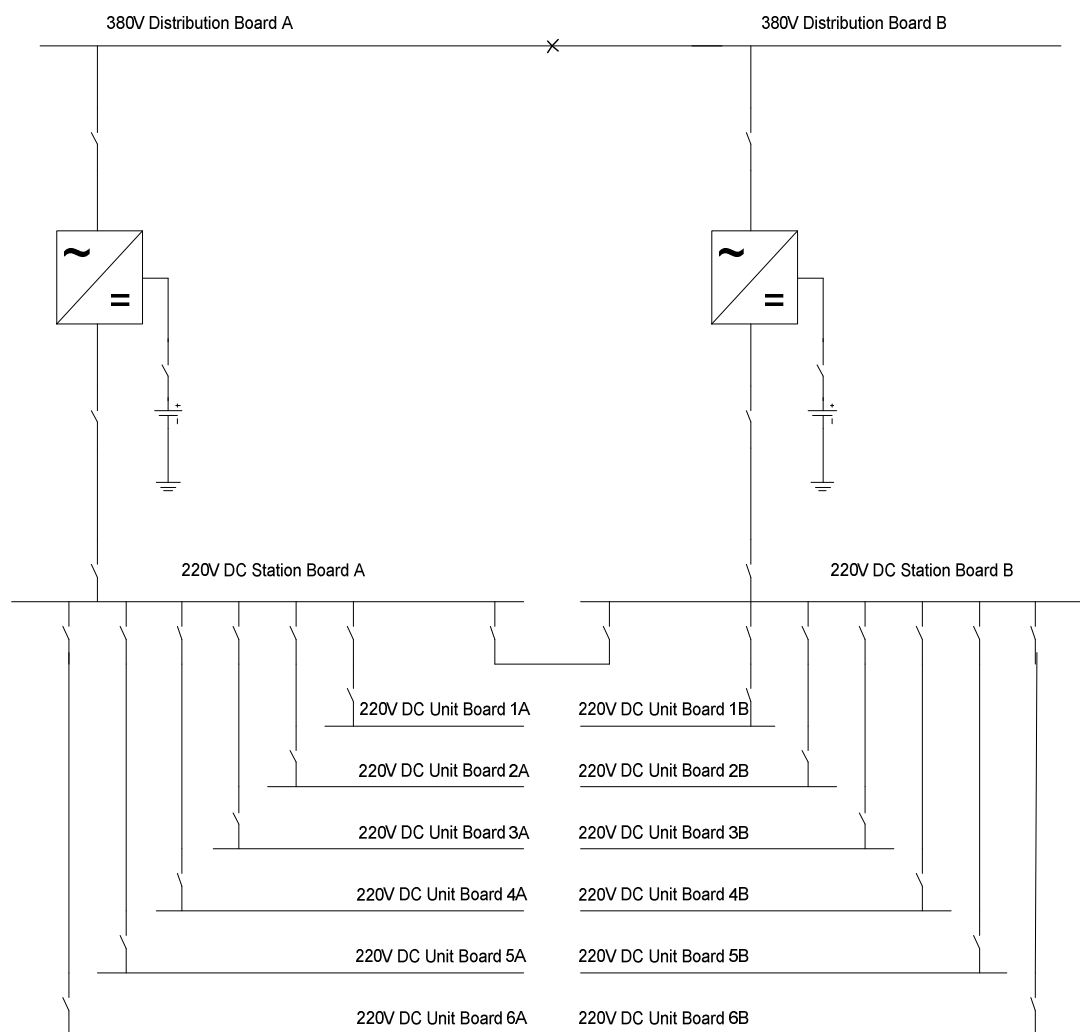 380V Distribution Board A
380V Distribution Board B
~
=
~
=
+
−
+
−
220V DC Station Board A
220V DC Station Board B
220V DC Unit Board 1A
220V DC Unit Board 1B
220V DC Unit Board 2A
220V DC Unit Board 2B
220V DC Unit Board 3A
220V DC Unit Board 3B
220V DC Unit Board 4A
220V DC Unit Board 4B
220V DC Unit Board 5A
220V DC Unit Board 5B
220V DC Unit Board 6A
220V DC Unit Board 6B